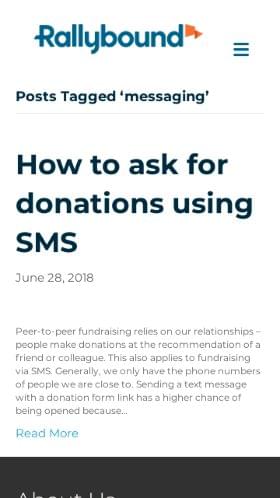 Rallybound
Posts Tagged ‘messaging’
How to ask for
donations using
SMS
June 28, 2018
Peer-to-peer fundraising relies on our relationships –
people make donations at the recommendation of a
friend or colleague. This also applies to fundraising
via SMS. Generally, we only have the phone numbers
of people we are close to. Sending a text message
with a donation form link has a higher chance of
being opened because...
Read More
About Us